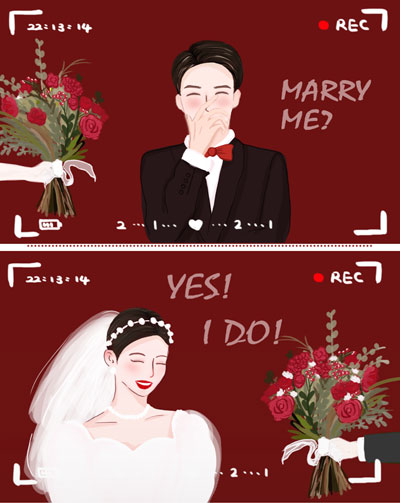 22:13:14
REC
MARRY
ME?
2...1... ...2...1
22:13:14
REC
YES!
I DO!
...2...1